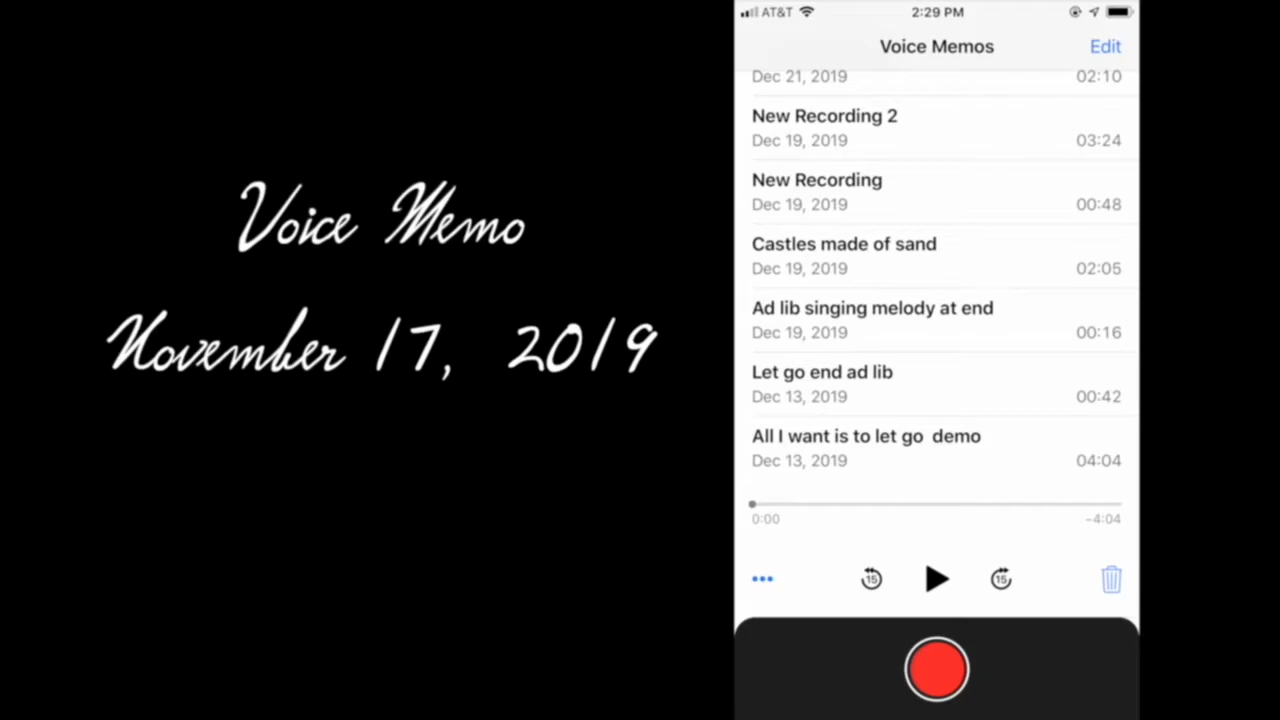 Voice Memo
November 17, 2019
AT&T 2:29 PM
Voice Memos Edit
Dec 21, 2019 02:10
New Recording 2
Dec 19, 2019 03:24
New Recording
Dec 19, 2019 00:48
Castles made of sand
Dec 19, 2019 02:05
Ad lib singing melody at end
Dec 19, 2019 00:16
Let go end ad lib
Dec 13, 2019 00:42
All I want is to let go demo
Dec 13, 2019 04:04
0:00 -4:04
15 15